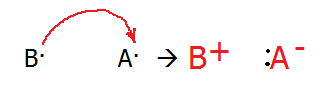 B· A· → B+ :A-